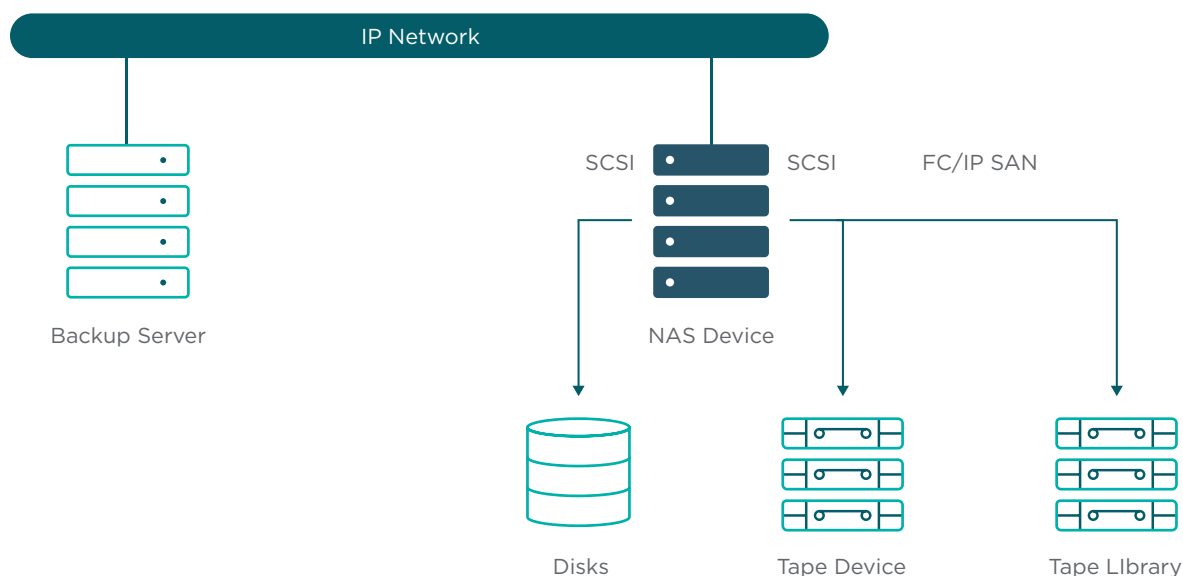 IP Network
SCSI
SCSI
FC/IP SAN
Backup Server
NAS Device
Disks
Tape Device
Tape LIbrary